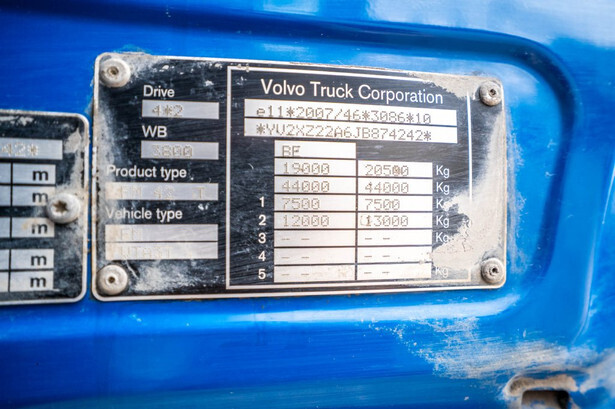 Volvo Truck Corporation
Drive
4*2
WB
3800
Product type
Vehicle type
e11*2007/46*3086*10
*YV2XZ22A6JB874242*
BF
19000 20500 Kg
44000 44000 Kg
1 7500 7500 Kg
2 12000 13000 Kg
3 -- -- Kg
4 -- --
5 -- -- Kg
m
m
m
m
m